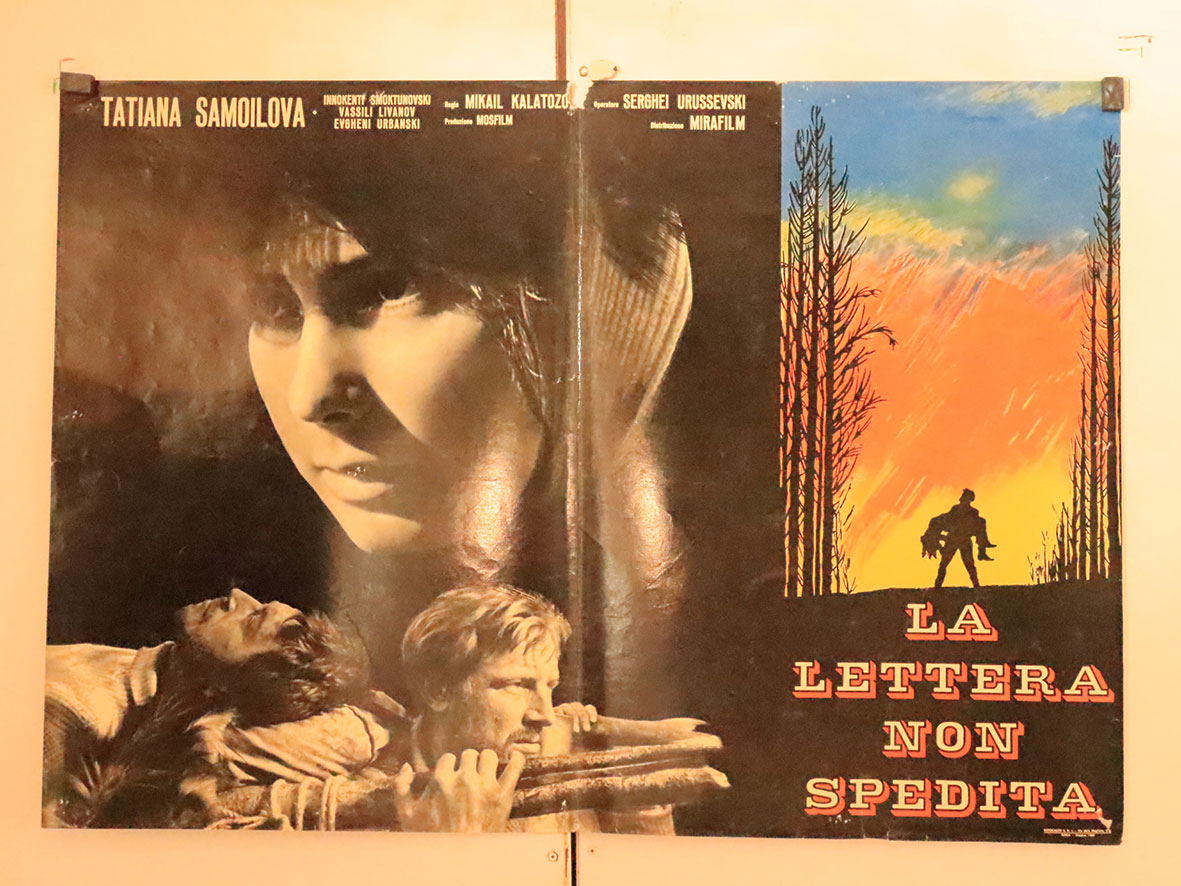 TATIANA SAMOILOVA
INNOKENTI SMOKTUNOVSKI
VASSILI LIVANOV
EVGHENI URBANSKI
Regia MIKAIL KALATOZO
Produzione MOSFILM
Operatore SERGHEI URUSSEVSKI
Distribuzione MIRAFILM
LA
LETTERA
NON
SPEDITA